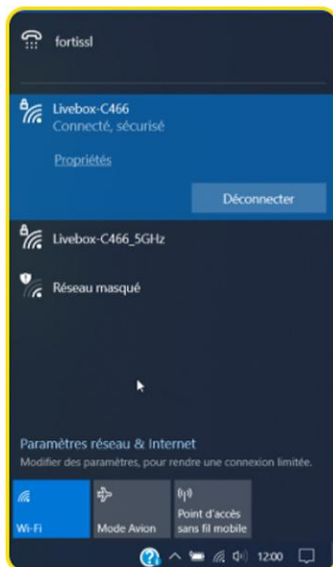 fortissl
Livebox-C466
Connecté, sécurisé
Propriétés
Déconnecter
Livebox-C466_5GHz
Réseau masqué
Paramètres réseau & Internet
Modifier des paramètres, pour rendre une connexion limitée.
Wi-Fi
Mode Avion
Point d'accès
sans fil mobile
12:00